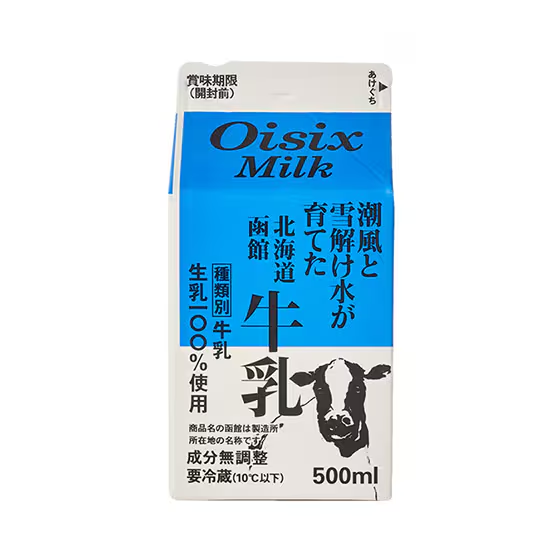 賞味期限
(開封前)
あけぐち▶
Oisix
Milk
潮風と
雪解け水が
育てた
北海道
函館
牛乳
種類別 牛乳
生乳一〇〇%使用
商品名の函館は製造所
所在地の名称です
成分無調整
要冷蔵(10℃以下)
500ml